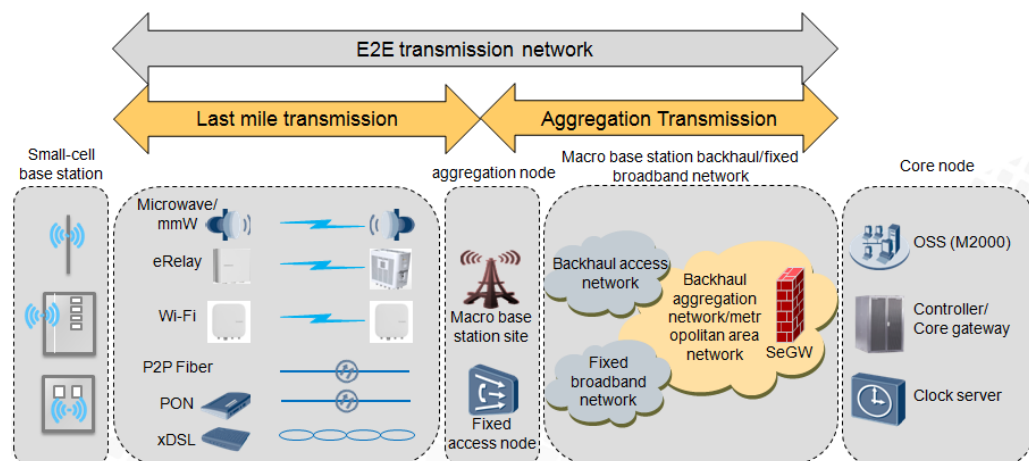 E2E transmission network
Last mile transmission
Aggregation Transmission
Small-cell
base station
aggregation node
Macro base station backhaul/fixed
broadband network
Core node
Microwave/
mmW
eRelay
Wi-Fi
P2P Fiber
PON
xDSL
Macro base
station site
Fixed
access node
Backhaul access
network
Backhaul
aggregation
network/metr
opolitan area
network
SeGW
Fixed
broadband
network
OSS (M2000)
Controller/
Core gateway
Clock server